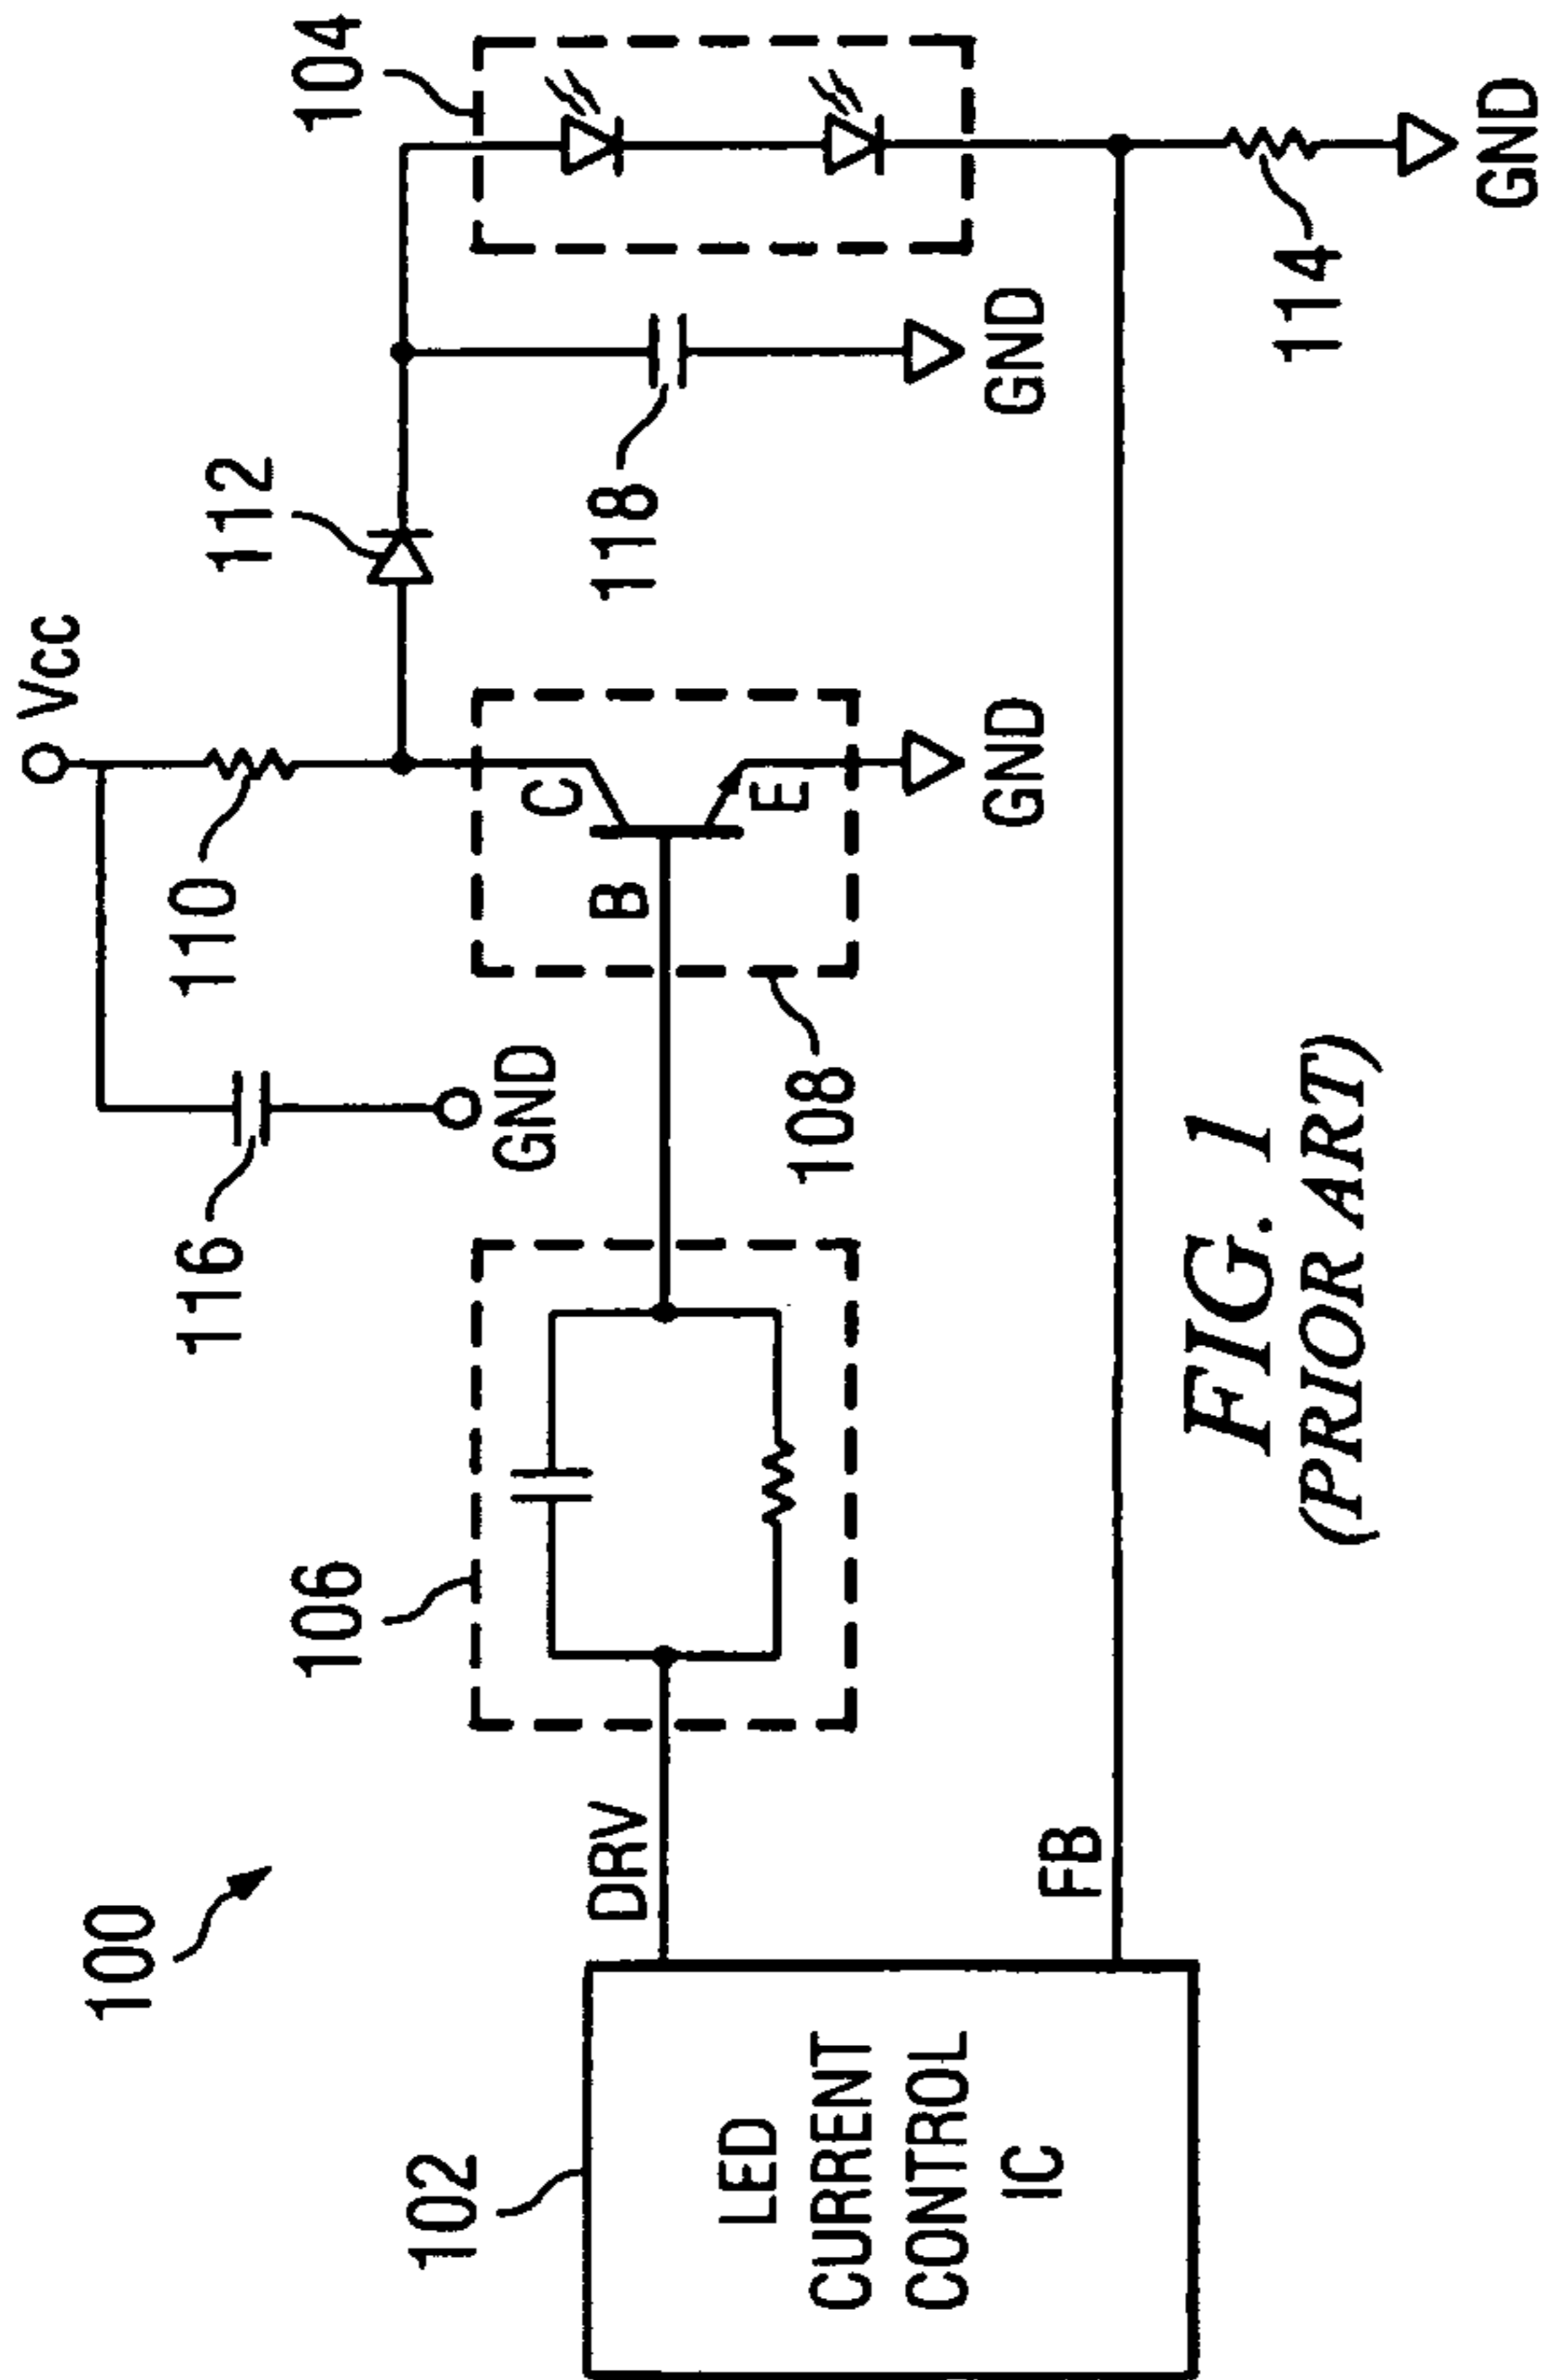 100
102
LED
CURRENT
CONTROL
IC
DRV
FB
106
116
GND
108
B
C
E
GND
110
Vcc
112
118
GND
104
114
GND
FIG. 1
(PRIOR ART)